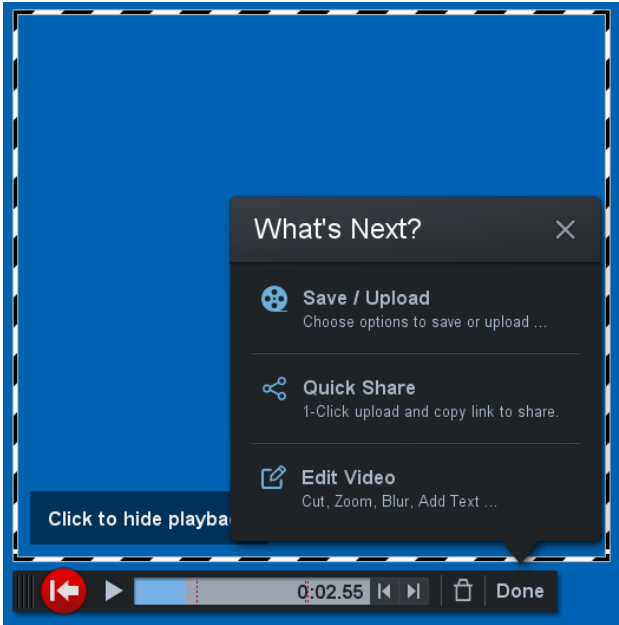 What's Next?
Save / Upload
Choose options to save or upload ...
Quick Share
1-Click upload and copy link to share.
Edit Video
Cut, Zoom, Blur, Add Text ...
Click to hide
0:02.55
Done